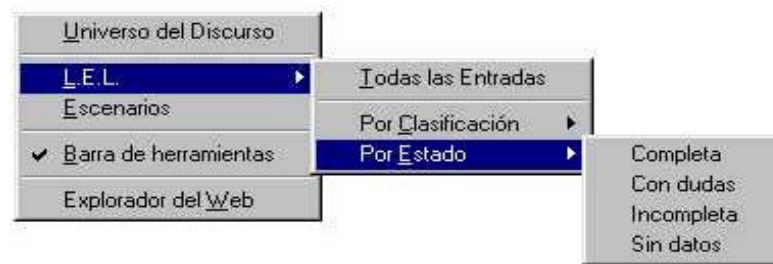 Universo del Discurso
L.E.L.
Escenarios
Barra de herramientas
Explorador del Web
Todas las Entradas
Por Clasificación
Por Estado
Completa
Con dudas
Incompleta
Sin datos